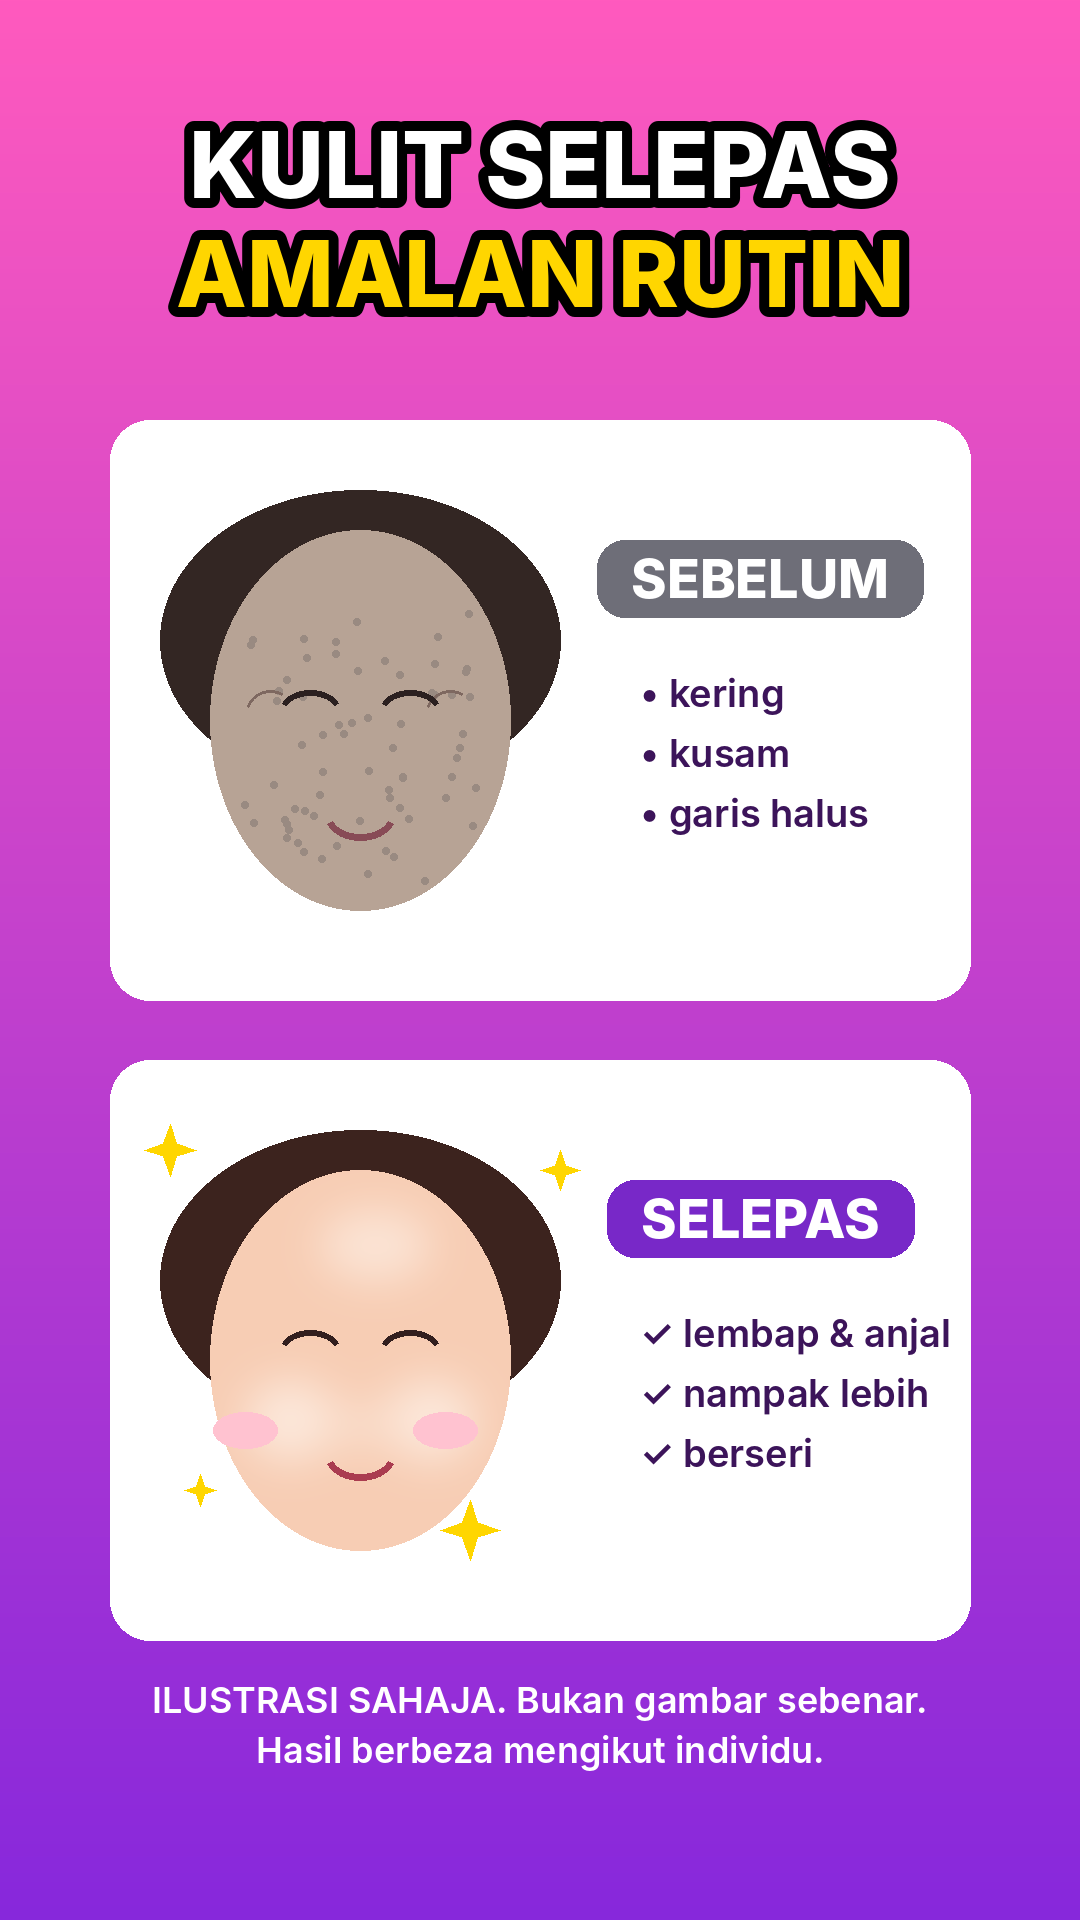 KULIT SELEPAS
AMALAN RUTIN
SEBELUM
• kering
• kusam
• garis halus
SELEPAS
✓ lembap & anjal
✓ nampak lebih
✓ berseri
ILUSTRASI SAHAJA. Bukan gambar sebenar.
Hasil berbeza mengikut individu.